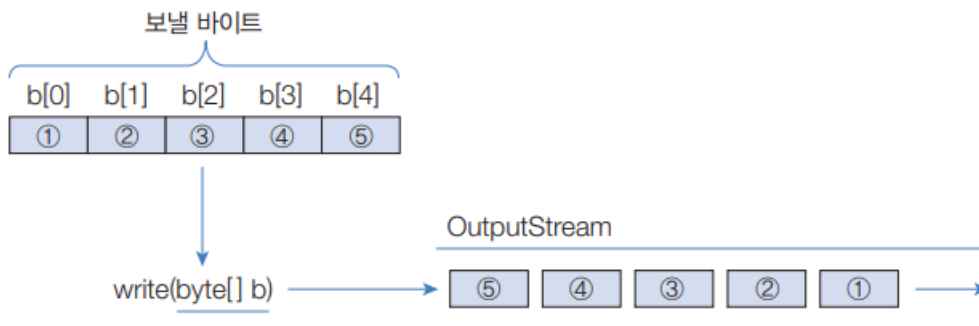 보낼 바이트
b[0] b[1] b[2] b[3] b[4]
① ② ③ ④ ⑤
OutputStream
write(byte[] b) ⑤ ④ ③ ② ①